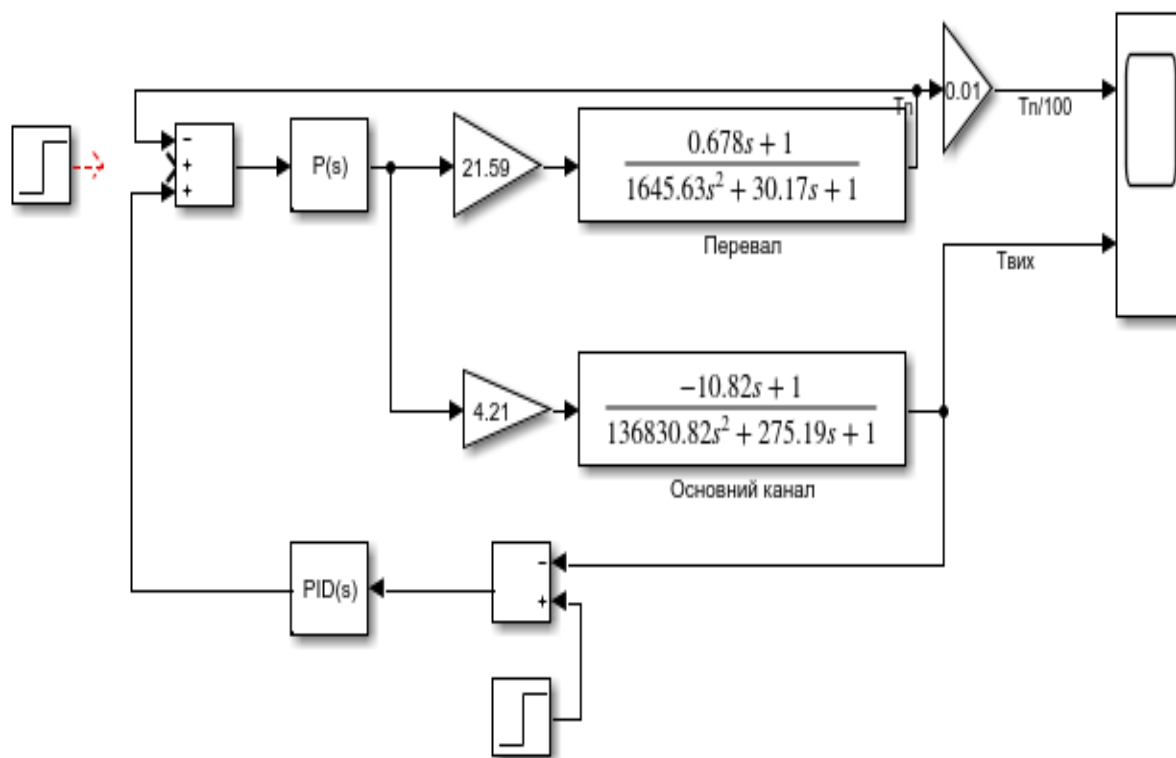 0.01
Тп
Тп/100
−
+
+
P(s)
21.59
0.678s + 1
1645.63s² + 30.17s + 1
Перевал
Твих
4.21
−10.82s + 1
136830.82s² + 275.19s + 1
Основний канал
PID(s)
−
+